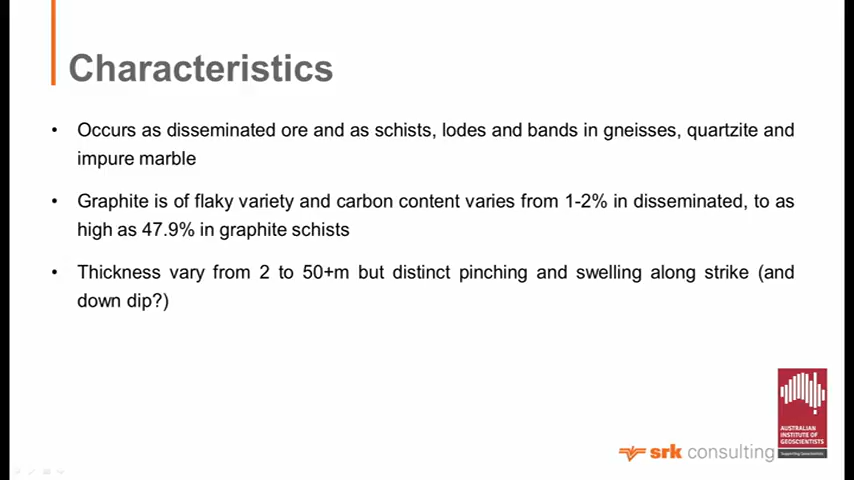 Characteristics
• Occurs as disseminated ore and as schists, lodes and bands in gneisses, quartzite and
impure marble
• Graphite is of flaky variety and carbon content varies from 1-2% in disseminated, to as
high as 47.9% in graphite schists
• Thickness vary from 2 to 50+m but distinct pinching and swelling along strike (and
down dip?)
AUSTRALIAN
INSTITUTE OF
GEOSCIENTISTS
Supporting Geoscientists
srk consulting